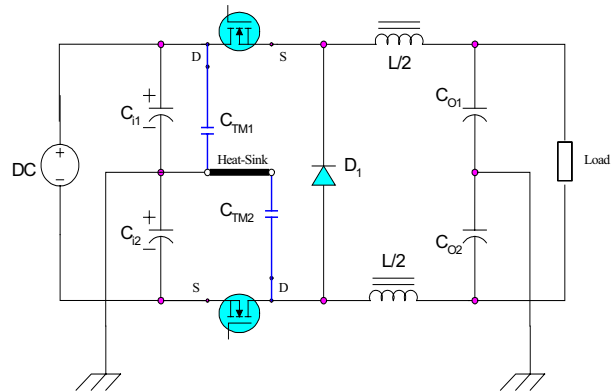 D
S
L/2
+
C_i1
−
C_TM1
C_O1
Heat-Sink
DC
+
−
D_1
Load
+
C_i2
−
C_TM2
C_O2
L/2
S
D